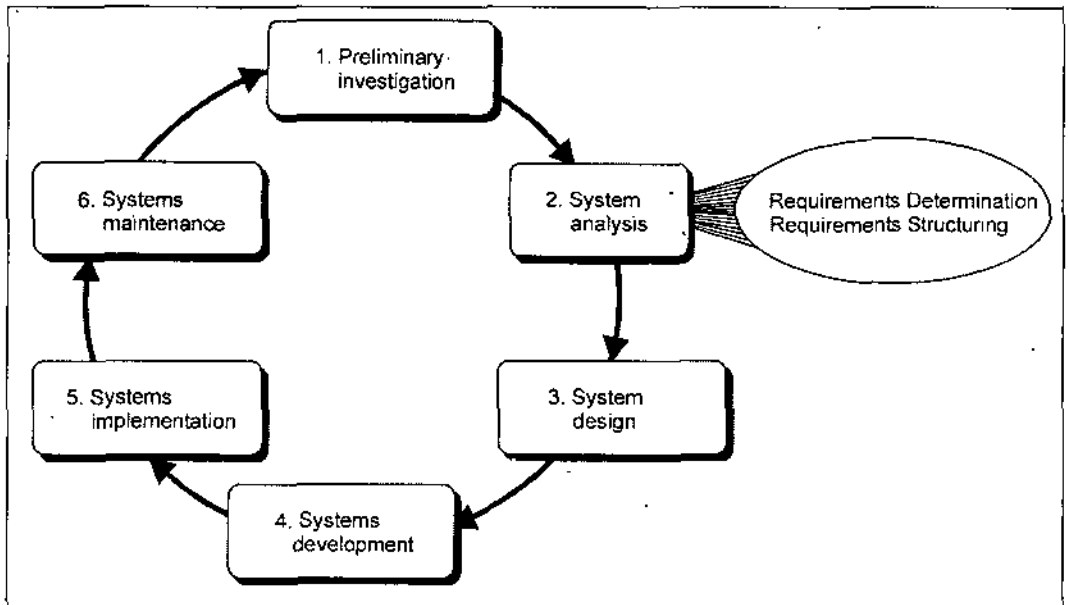 1. Preliminary
investigation
2. System
analysis
Requirements Determination
Requirements Structuring
3. System
design
4. Systems
development
5. Systems
implementation
6. Systems
maintenance